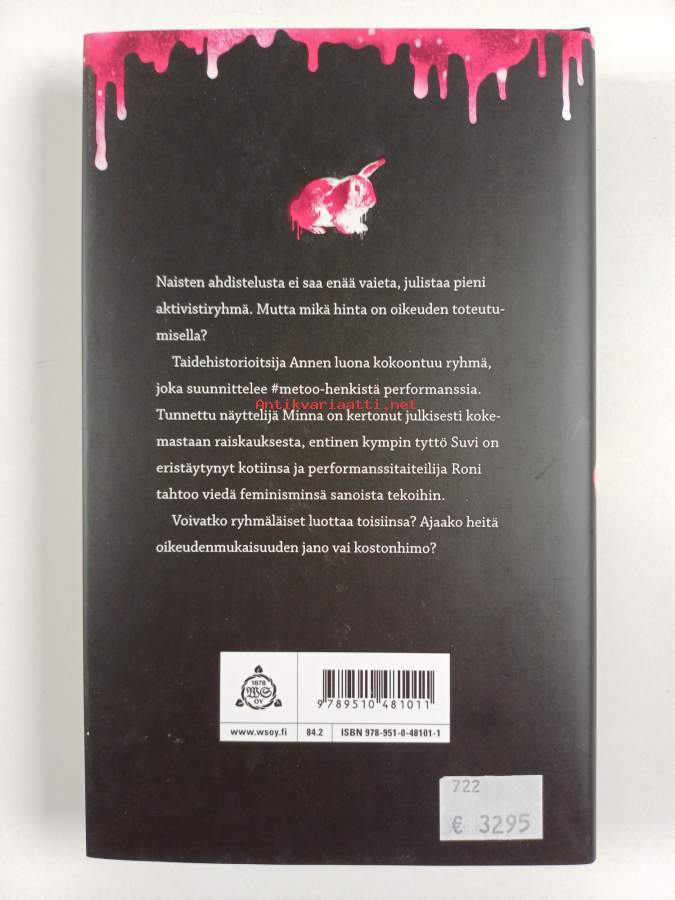 Naisten ahdistelusta ei saa enää vaieta, julistaa pieni
aktivistiryhmä. Mutta mikä hinta on oikeuden toteutu-
misella?
Taidehistorioitsija Annen luona kokoontuu ryhmä,
joka suunnittelee #metoo-henkistä performanssia.
Antikvariaatti.net
Tunnettu näyttelijä Minna on kertonut julkisesti koke-
mastaan raiskauksesta, entinen kympin tyttö Suvi on
eristäytynyt kotiinsa ja performanssitaiteilija Roni
tahtoo viedä feminisminsä sanoista tekoihin.
Voivatko ryhmäläiset luottaa toisiinsa? Ajaako heitä
oikeudenmukaisuuden jano vai kostonhimo?
1878
WS
OY
9 789510 481011
www.wsoy.fi 84.2 ISBN 978-951-0-48101-1
722
€ 3295